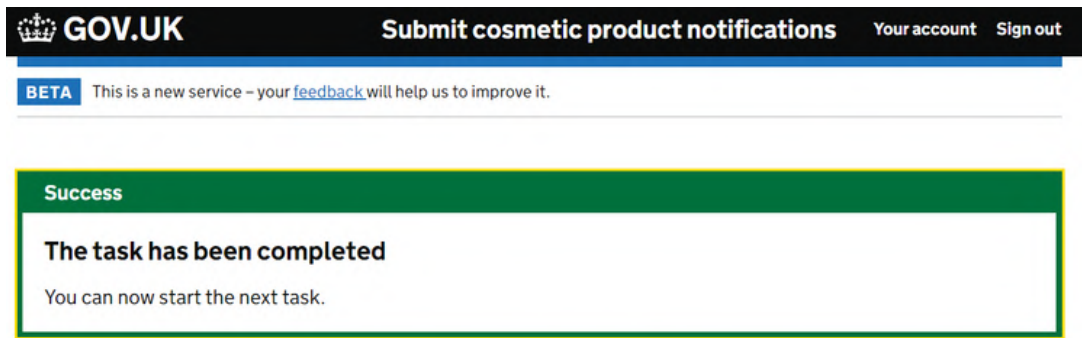 GOV.UK Submit cosmetic product notifications Your account Sign out
BETA This is a new service – your feedback will help us to improve it.
Success
The task has been completed
You can now start the next task.